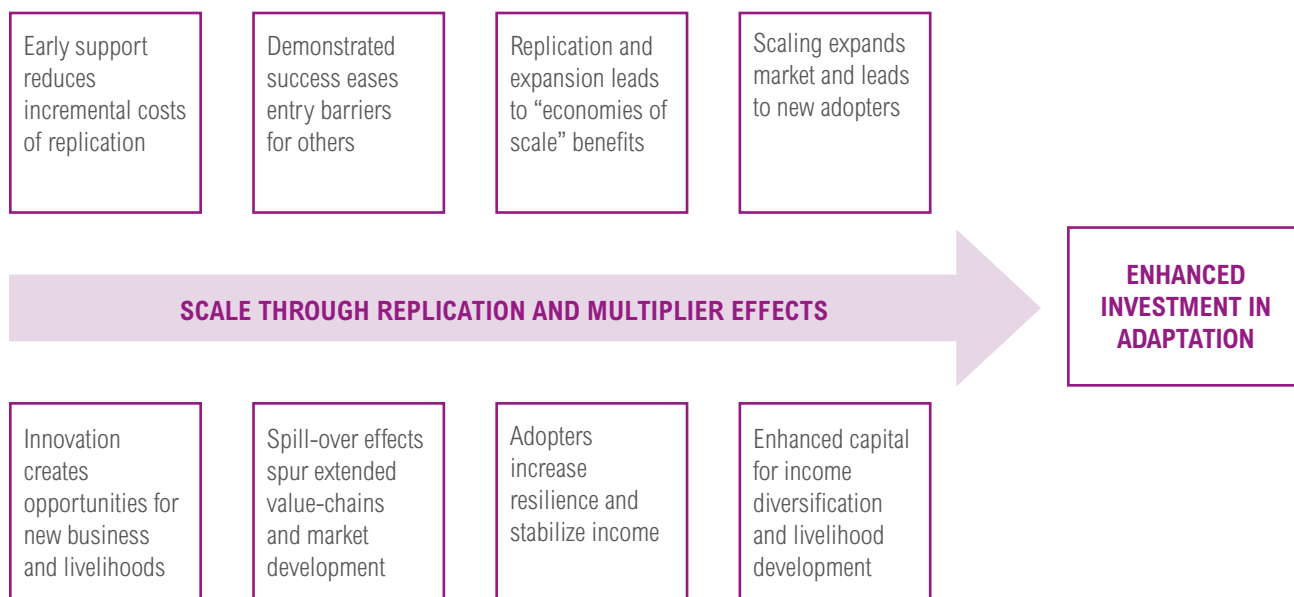 Early support
reduces
incremental costs
of replication
Demonstrated
success eases
entry barriers
for others
Replication and
expansion leads
to “economies of
scale” benefits
Scaling expands
market and leads
to new adopters
SCALE THROUGH REPLICATION AND MULTIPLIER EFFECTS
ENHANCED
INVESTMENT IN
ADAPTATION
Innovation
creates
opportunities for
new business
and livelihoods
Spill-over effects
spur extended
value-chains
and market
development
Adopters
increase
resilience and
stabilize income
Enhanced capital
for income
diversification
and livelihood
development